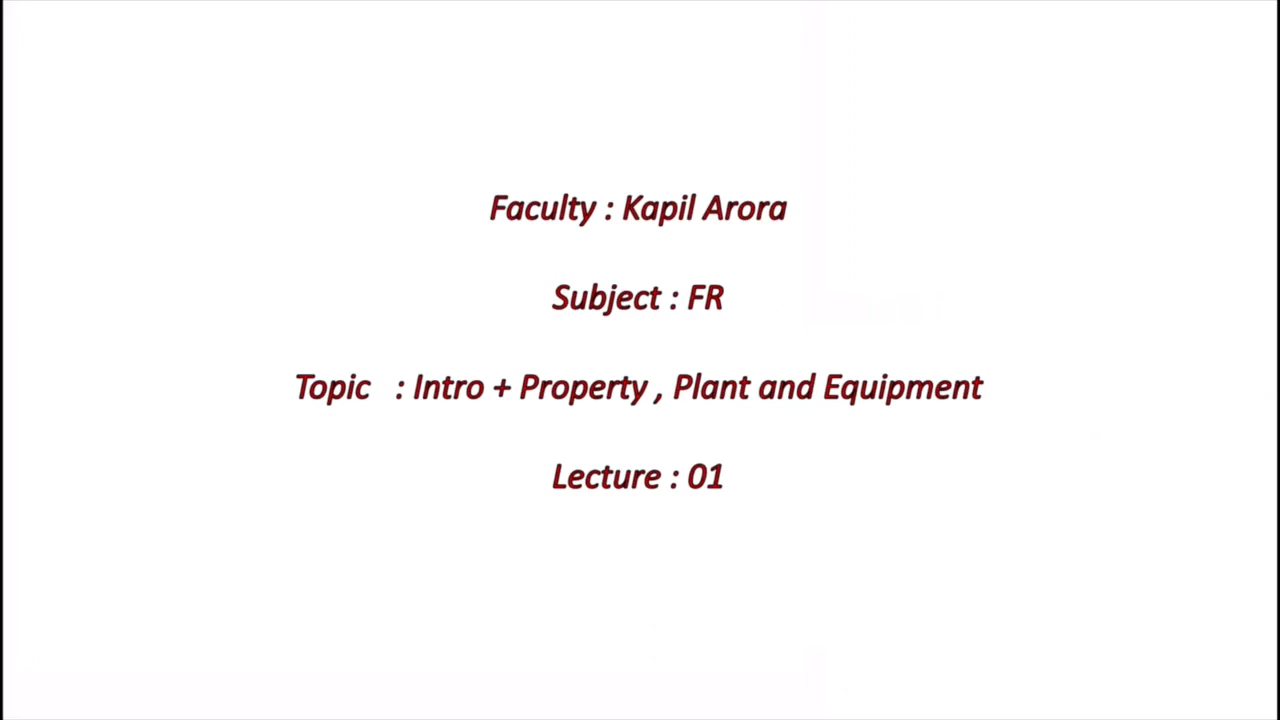 Faculty : Kapil Arora
Subject : FR
Topic : Intro + Property , Plant and Equipment
Lecture : 01